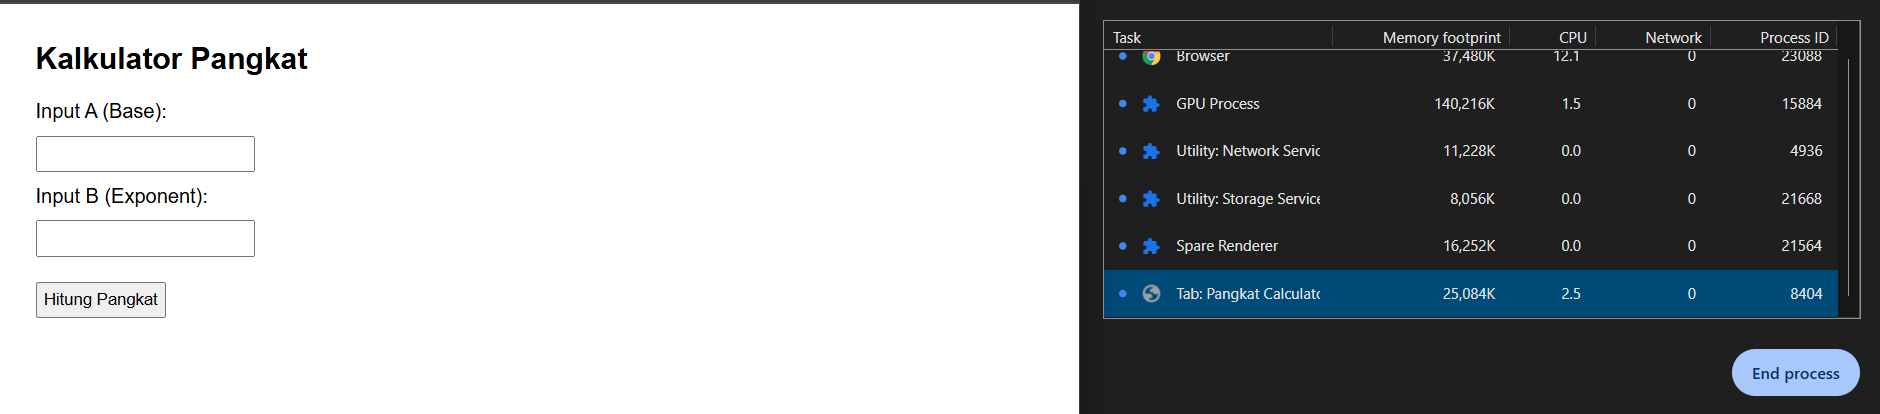 Kalkulator Pangkat
Input A (Base):
Input B (Exponent):
Hitung Pangkat
Task Memory footprint CPU Network Process ID
Browser 37,480K 12.1 0 23088
GPU Process 140,216K 1.5 0 15884
Utility: Network Servic 11,228K 0.0 0 4936
Utility: Storage Service 8,056K 0.0 0 21668
Spare Renderer 16,252K 0.0 0 21564
Tab: Pangkat Calculato 25,084K 2.5 0 8404
End process